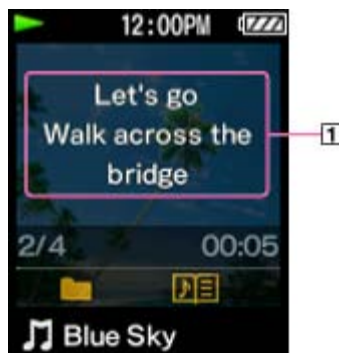 12:00PM
Let's go
Walk across the
bridge
1
2/4 00:05
Blue Sky